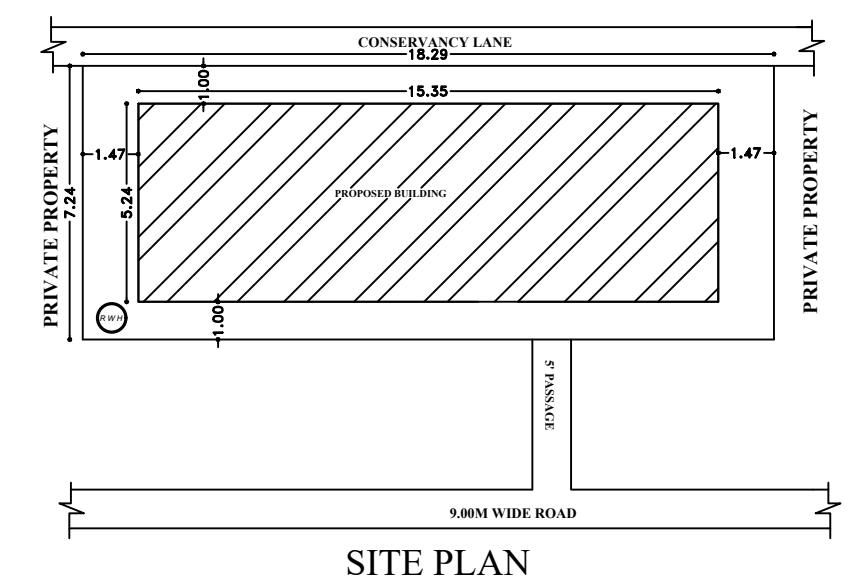 CONSERVANCY LANE
18.29
1.00
15.35
PRIVATE PROPERTY
1.47
1.47
PRIVATE PROPERTY
7.24
5.24
PROPOSED BUILDING
RWH
1.00
5' PASSAGE
9.00M WIDE ROAD
SITE PLAN